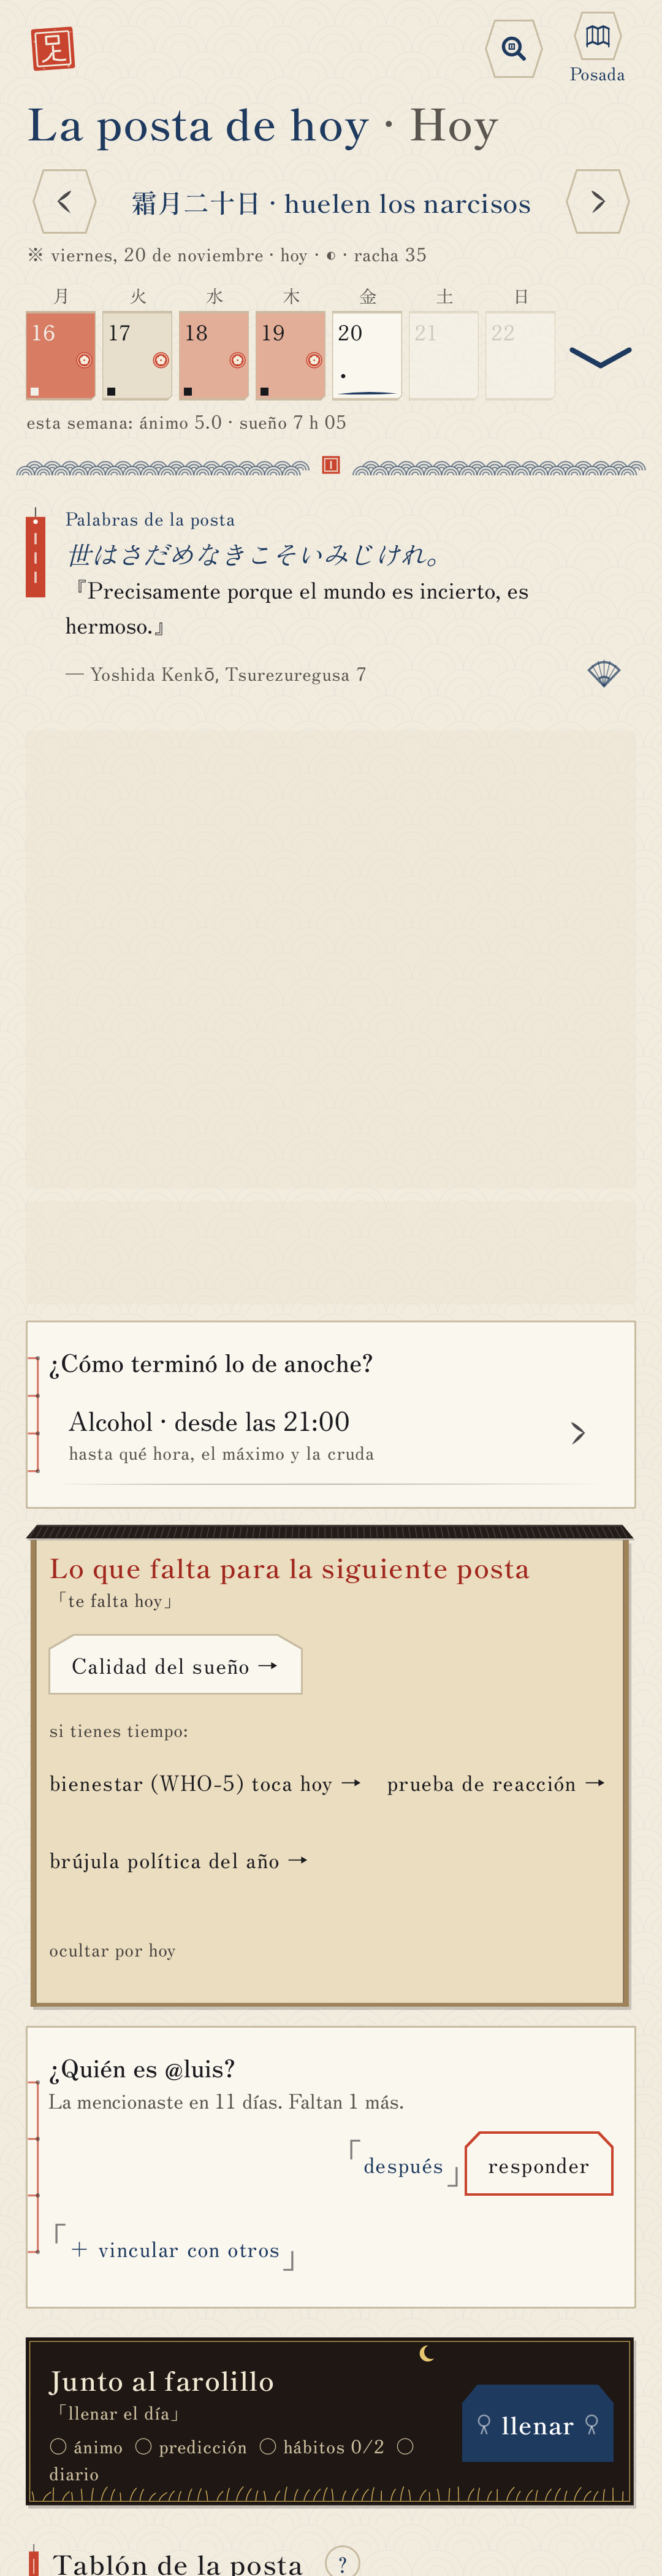 足
Posada
La posta de hoy · Hoy
霜月二十日 · huelen los narcisos
※ viernes, 20 de noviembre · hoy · ◐ · racha 35
月 火 水 木 金 土 日
16 17 18 19 20 21 22
esta semana: ánimo 5.0 · sueño 7 h 05
Palabras de la posta
世はさだめなきこそいみじけれ。
『Precisamente porque el mundo es incierto, es
hermoso.』
— Yoshida Kenkō, Tsurezuregusa 7
¿Cómo terminó lo de anoche?
Alcohol · desde las 21:00
hasta qué hora, el máximo y la cruda
Lo que falta para la siguiente posta
「te falta hoy」
Calidad del sueño →
si tienes tiempo:
bienestar (WHO-5) toca hoy → prueba de reacción →
brújula política del año →
ocultar por hoy
¿Quién es @luis?
La mencionaste en 11 días. Faltan 1 más.
「después」 responder
「+ vincular con otros」
Junto al farolillo
「llenar el día」
llenar
○ ánimo ○ predicción ○ hábitos 0/2 ○
diario
Tablón de la posta ?